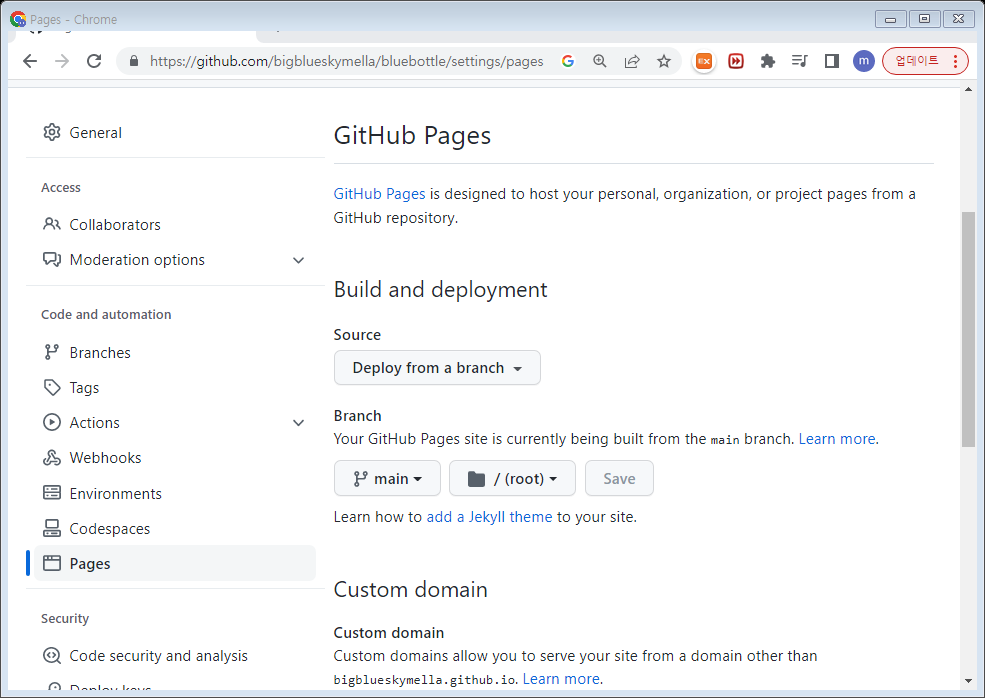 Pages - Chrome
https://github.com/bigblueskymella/bluebottle/settings/pages
EX
m
업데이트
General
Access
Collaborators
Moderation options
Code and automation
Branches
Tags
Actions
Webhooks
Environments
Codespaces
Pages
Security
Code security and analysis
Deploy keys
GitHub Pages
GitHub Pages is designed to host your personal, organization, or project pages from a
GitHub repository.
Build and deployment
Source
Deploy from a branch
Branch
Your GitHub Pages site is currently being built from the main branch. Learn more.
main
/ (root)
Save
Learn how to add a Jekyll theme to your site.
Custom domain
Custom domain
Custom domains allow you to serve your site from a domain other than
bigblueskymella.github.io. Learn more.